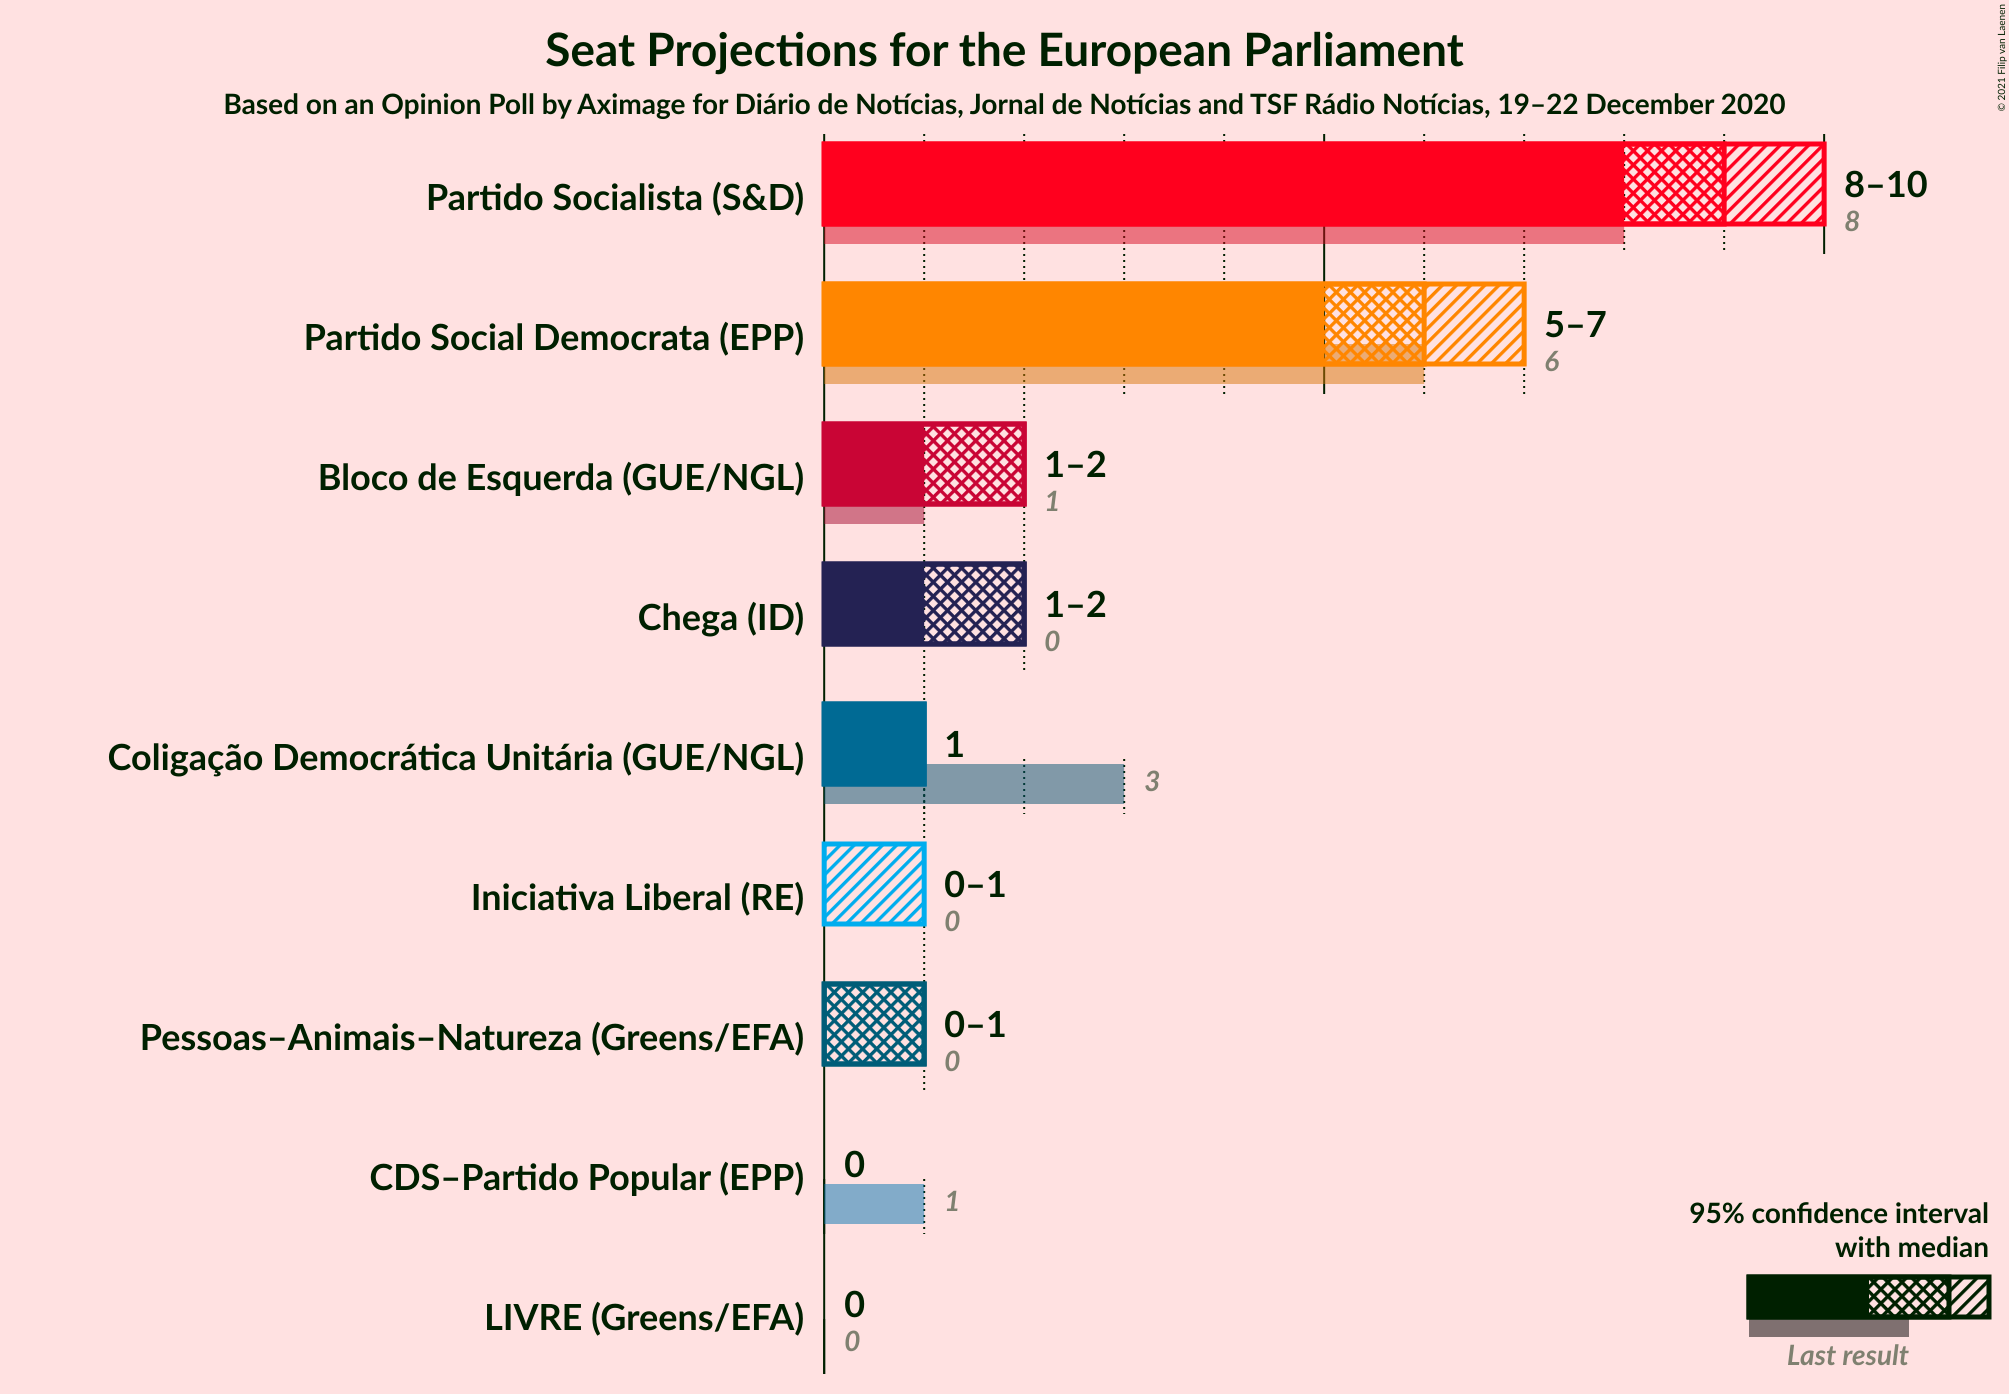 Seat Projections for the European Parliament
Based on an Opinion Poll by Aximage for Diário de Notícias, Jornal de Notícias and TSF Rádio Notícias, 19–22 December 2020
© 2021 Filip van Laenen
Partido Socialista (S&D)
8–10
8
Partido Social Democrata (EPP)
5–7
6
Bloco de Esquerda (GUE/NGL)
1–2
1
Chega (ID)
1–2
0
Coligação Democrática Unitária (GUE/NGL)
1
3
Iniciativa Liberal (RE)
0–1
0
Pessoas–Animais–Natureza (Greens/EFA)
0–1
0
CDS–Partido Popular (EPP)
0
1
LIVRE (Greens/EFA)
0
0
95% confidence interval
with median
Last result